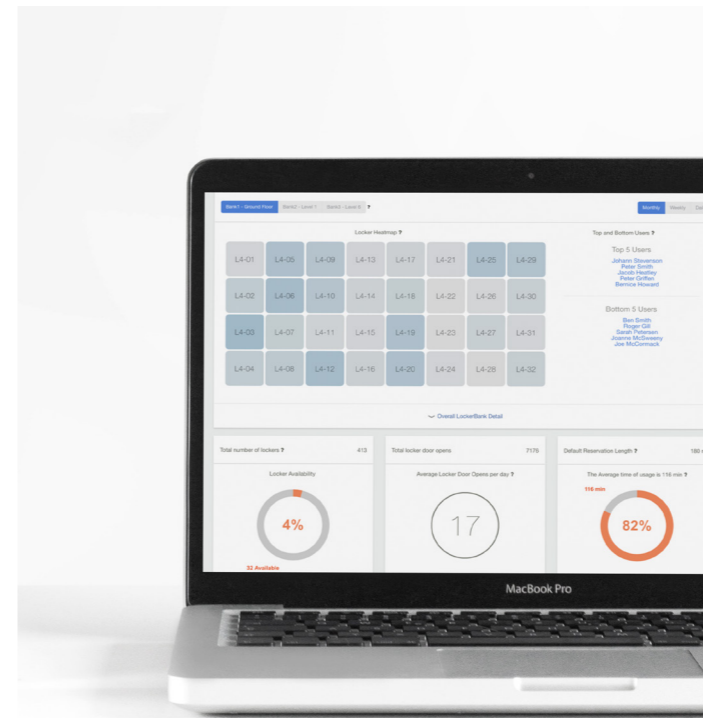 Bank1 - Ground Floor Bank2 - Level 1 Bank3 - Level 5 ?
Monthly Weekly
Locker Heatmap ?
Top and Bottom Users ?
L4-01 L4-05 L4-09 L4-13 L4-17 L4-21 L4-25 L4-29
L4-02 L4-06 L4-10 L4-14 L4-18 L4-22 L4-26 L4-30
L4-03 L4-07 L4-11 L4-15 L4-19 L4-23 L4-27 L4-31
L4-04 L4-08 L4-12 L4-16 L4-20 L4-24 L4-28 L4-32
Top 5 Users
Johann Stevenson
Peter Smith
Jacob Heatley
Peter Griffen
Bernice Howard
Bottom 5 Users
Ben Smith
Roger Gill
Sarah Petersen
Joanne McSweeny
Joe McCormack
Overall LockerBank Detail
Total number of lockers ? 413
Total locker door opens 7176
Default Reservation Length ? 180
Locker Availability
4%
32 Available
Average Locker Door Opens per day ?
17
The Average time of usage is 116 min ?
116 min
82%
MacBook Pro